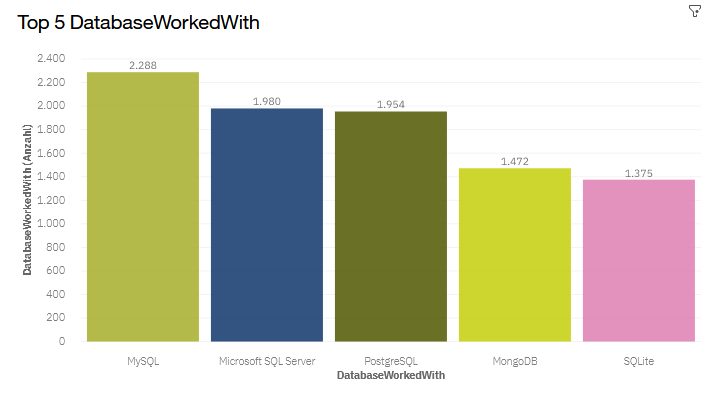 Top 5 DatabaseWorkedWith
DatabaseWorkedWith (Anzahl)
2.400
2.200
2.000
1.800
1.600
1.400
1.200
1.000
800
600
400
200
0
2.288
1.980
1.954
1.472
1.375
MySQL
Microsoft SQL Server
PostgreSQL
MongoDB
SQLite
DatabaseWorkedWith